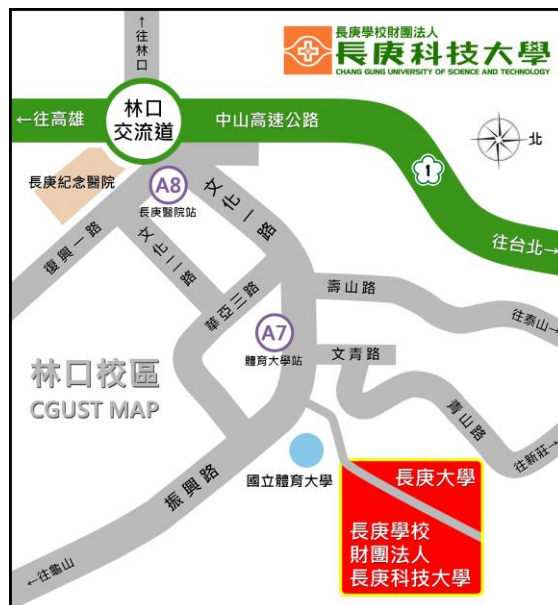 ←往林口
長庚學校財團法人
長庚科技大學
CHANG GUNG UNIVERSITY OF SCIENCE AND TECHNOLOGY
←往高雄
林口
交流道
中山高速公路
北
1
長庚紀念醫院
A8
長庚醫院站
文化一路
往台北→
復興一路
文化二路
華亞三路
壽山路
往泰山→
A7
體育大學站
文青路
林口校區
CGUST MAP
青山路
往新莊→
振興路
國立體育大學
長庚大學
長庚學校
財團法人
長庚科技大學
←往龜山